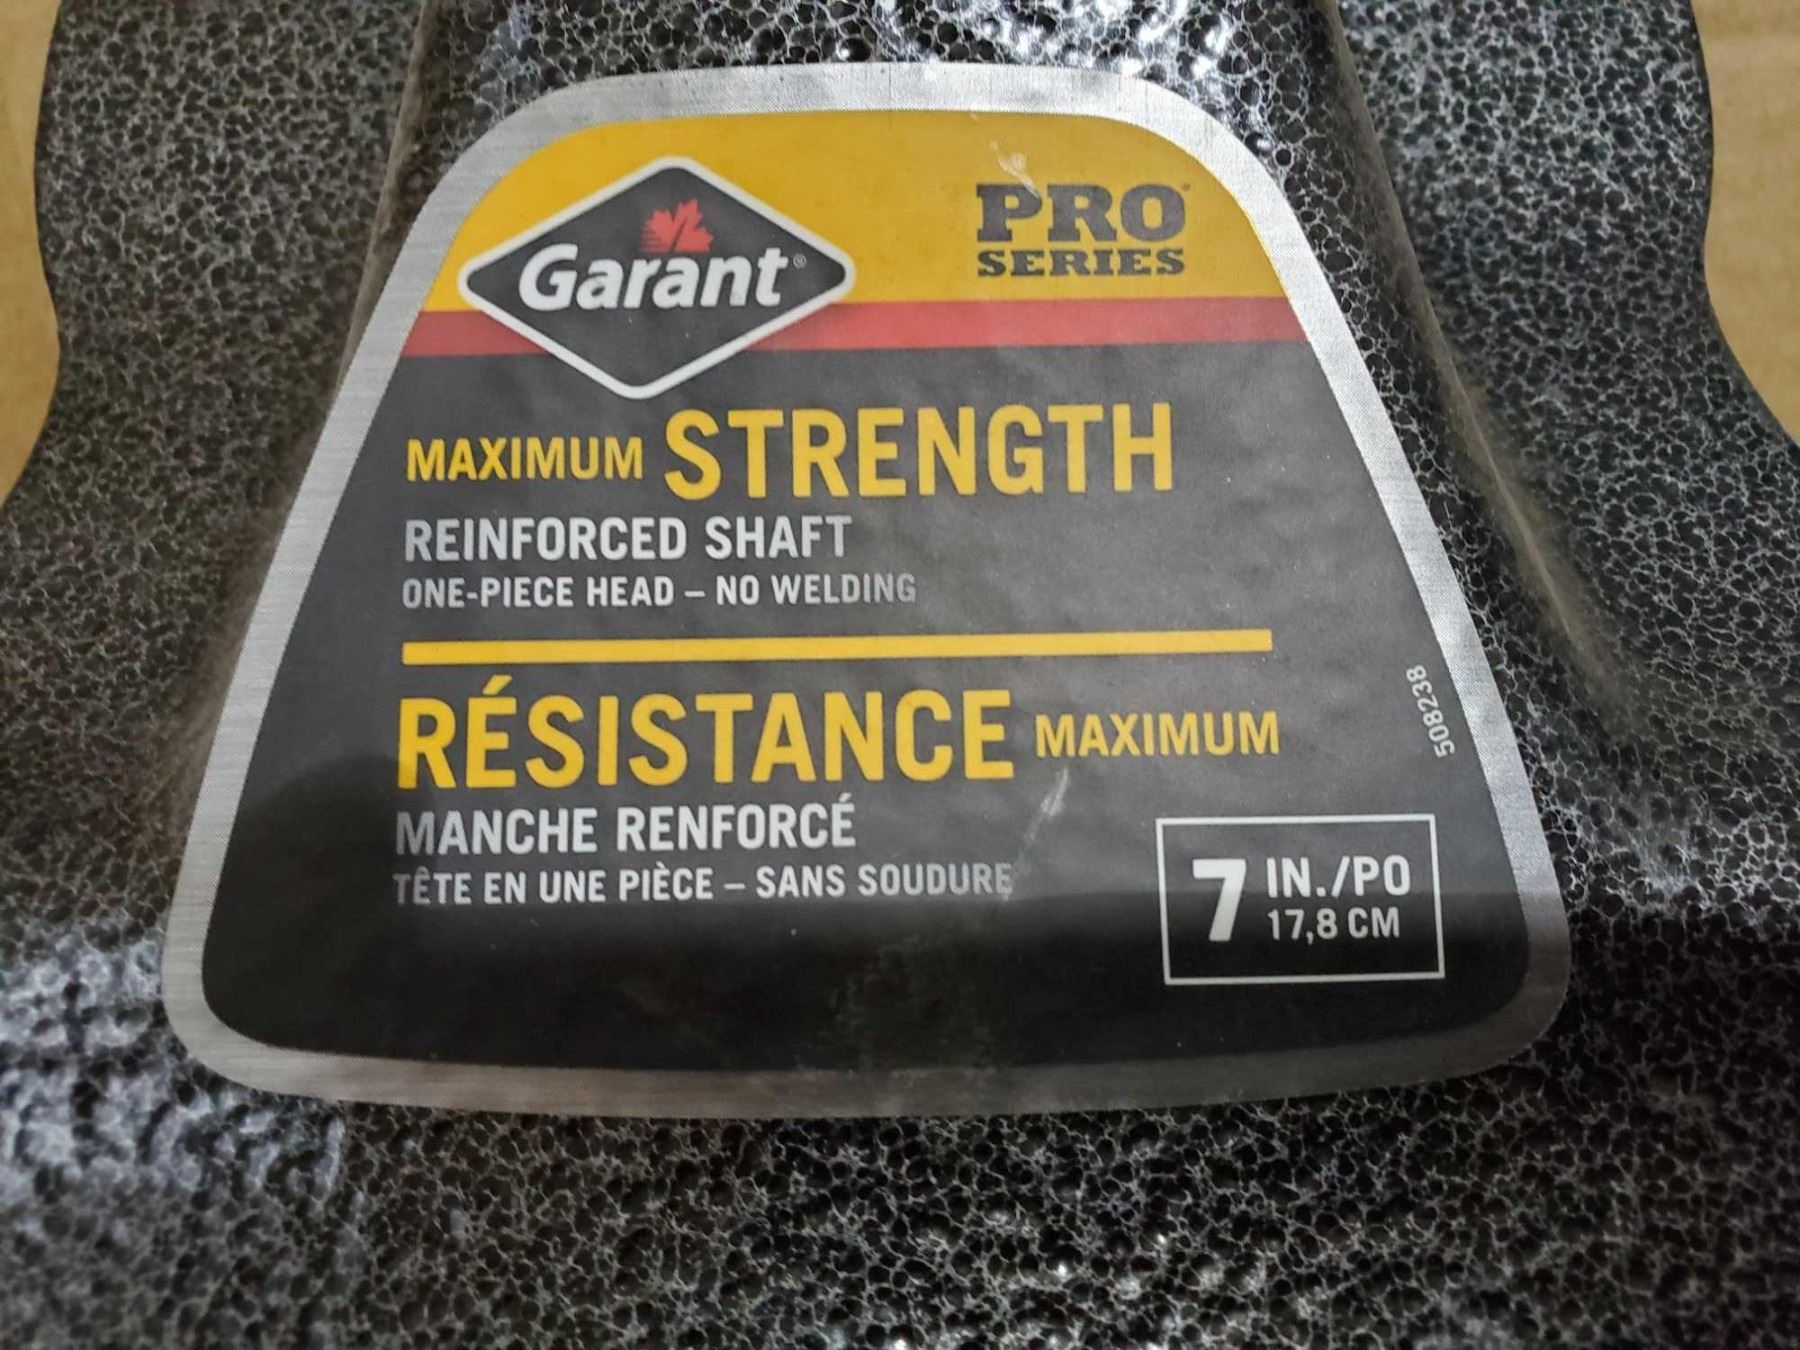 Garant®
PRO
SERIES
MAXIMUM STRENGTH
REINFORCED SHAFT
ONE-PIECE HEAD – NO WELDING
RÉSISTANCE MAXIMUM
MANCHE RENFORCÉ
TÊTE EN UNE PIÈCE – SANS SOUDURE
508238
7 IN./PO
17,8 CM